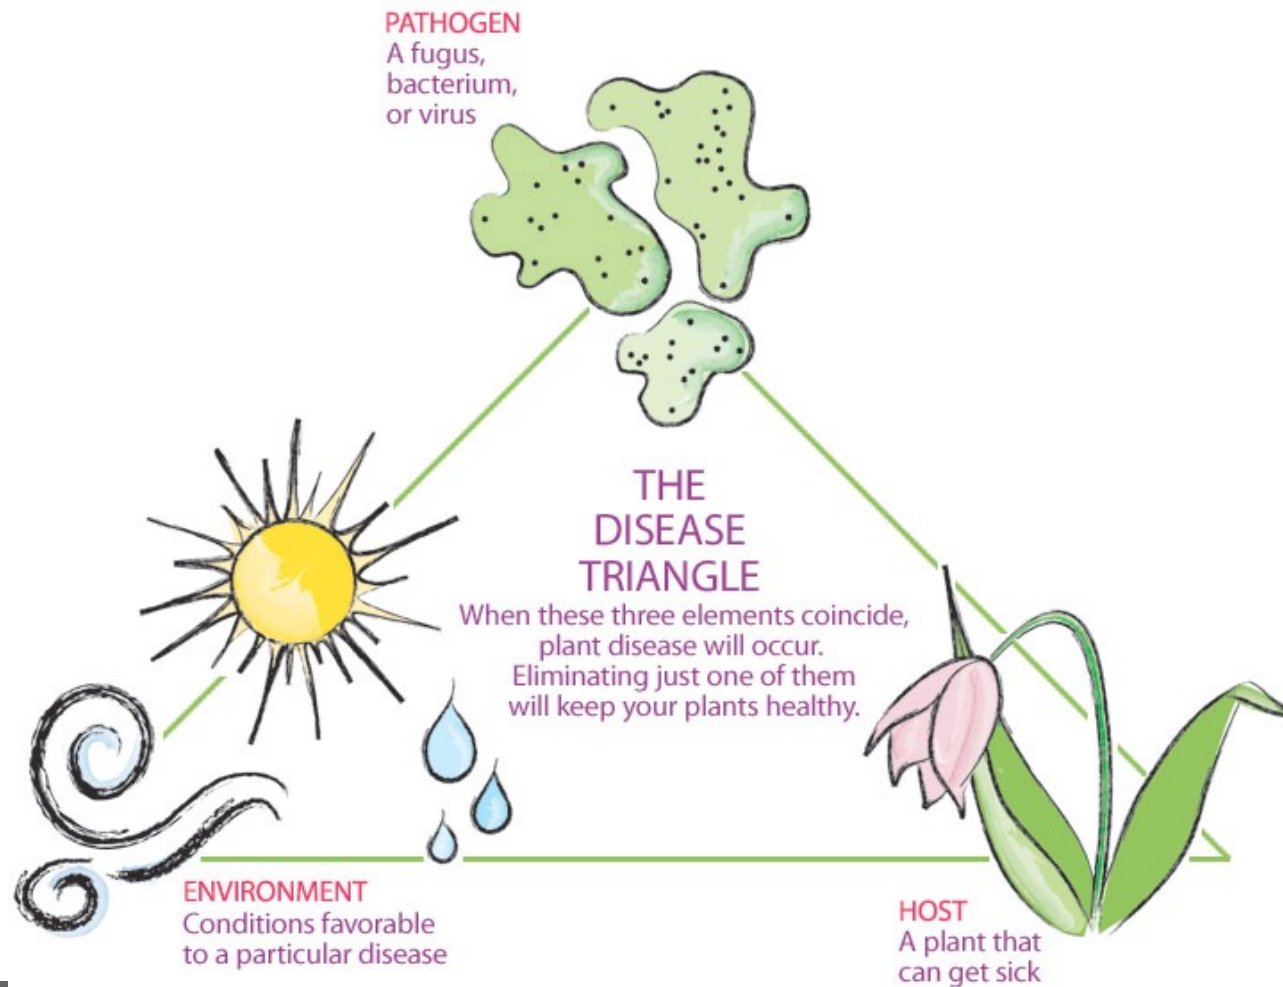 PATHOGEN
A fugus,
bacterium,
or virus
THE
DISEASE
TRIANGLE
When these three elements coincide,
plant disease will occur.
Eliminating just one of them
will keep your plants healthy.
ENVIRONMENT
Conditions favorable
to a particular disease
HOST
A plant that
can get sick